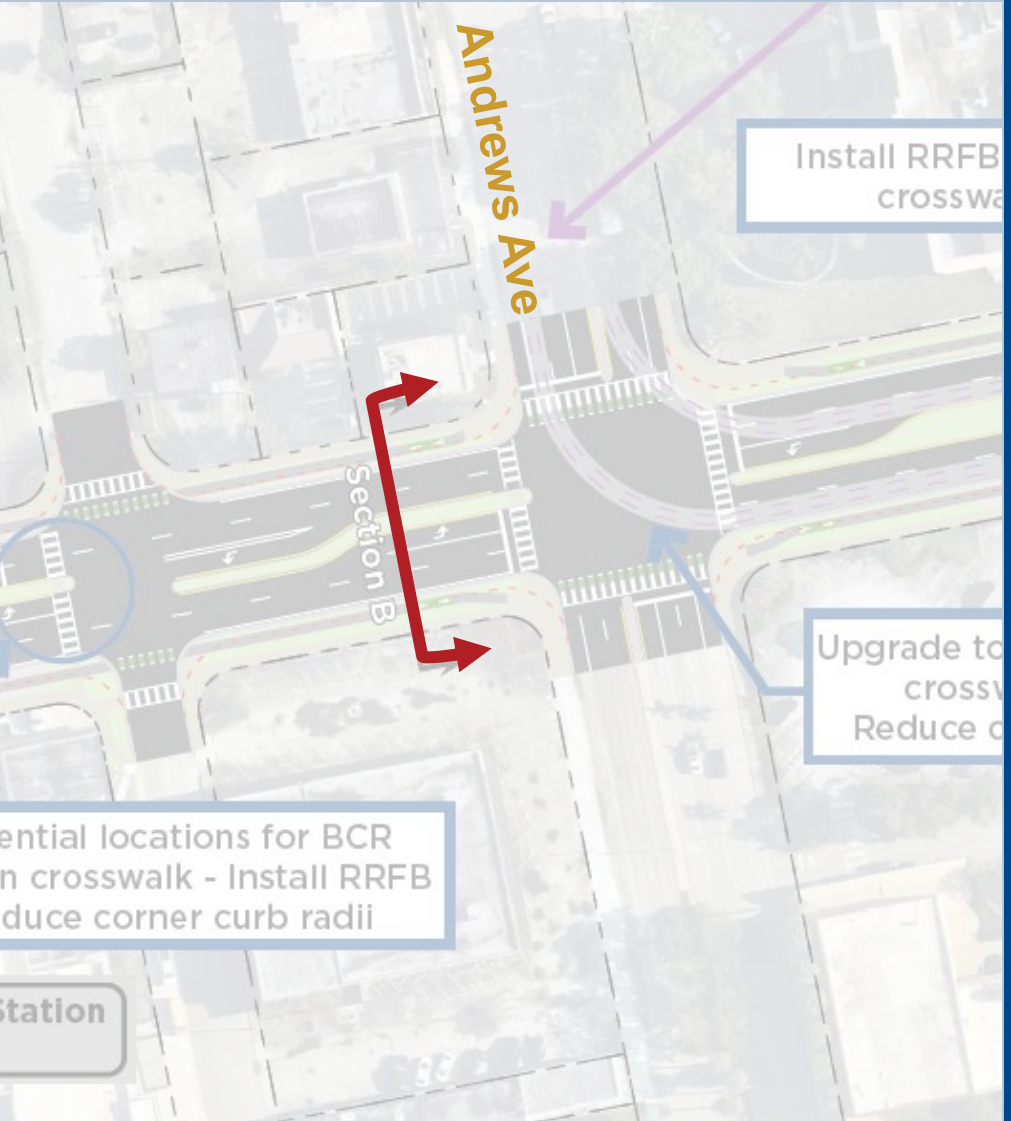 Andrews Ave
Install RRFB
crosswa
Section B
Upgrade to
cross
Reduce
ential locations for BCR
n crosswalk - Install RRFB
duce corner curb radii
Station